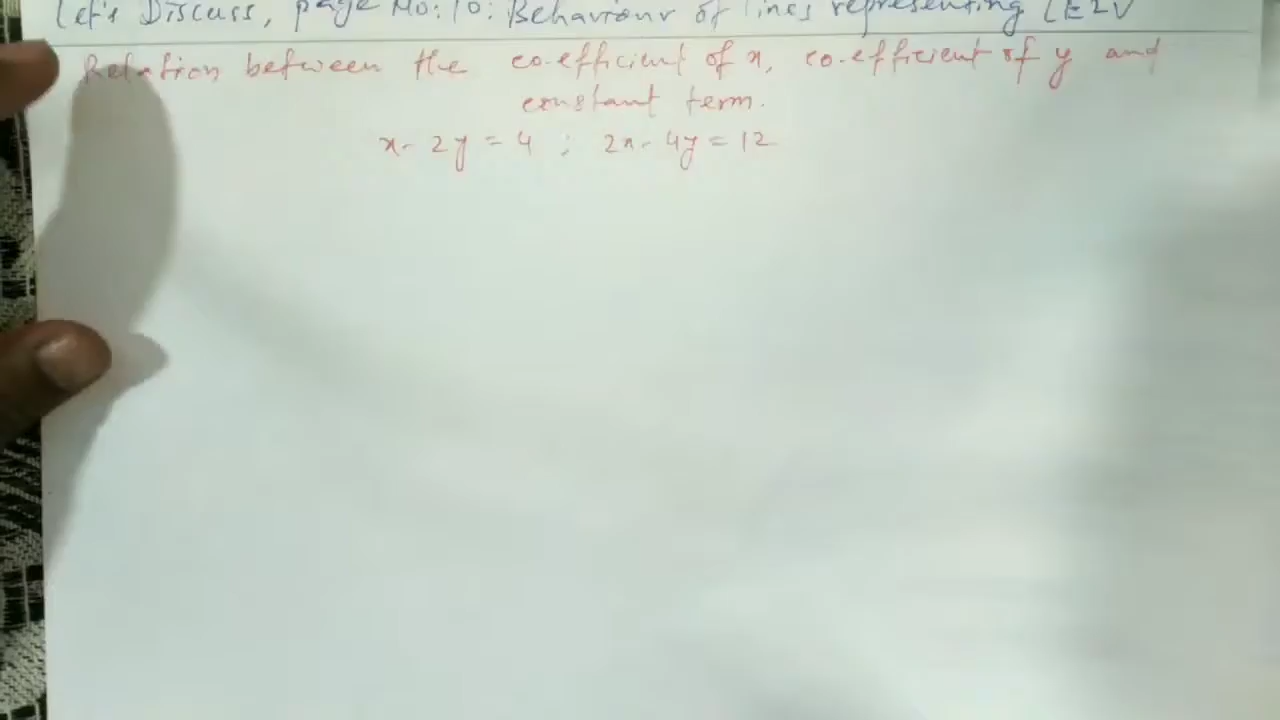 Let's Discuss, page No: 10: Behaviour of lines representing LE2V
Relation between the co-efficient of x, co-efficient of y and
constant term.
x - 2y = 4 ; 2x - 4y = 12